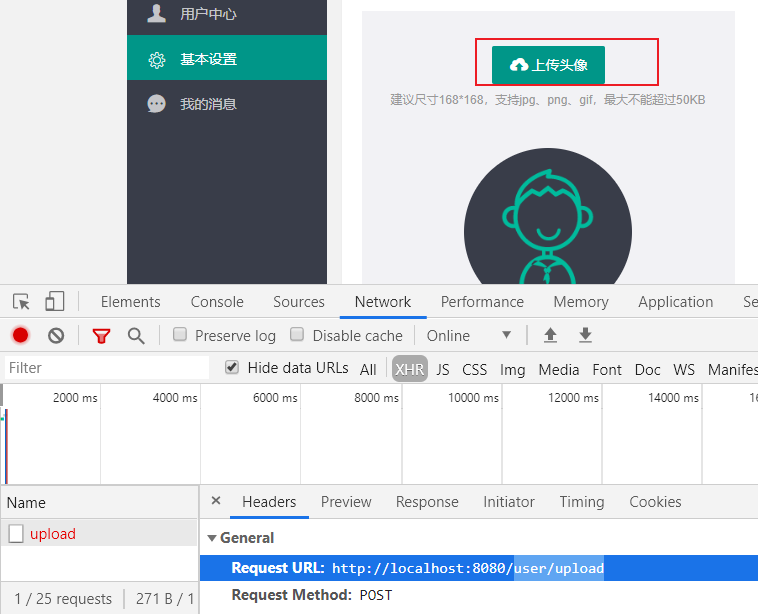 用户中心
基本设置
我的消息
上传头像
建议尺寸168*168，支持jpg、png、gif，最大不能超过50KB
Elements Console Sources Network Performance Memory Application Se
Preserve log Disable cache Online
Filter Hide data URLs All XHR JS CSS Img Media Font Doc WS Manifes
2000 ms 4000 ms 6000 ms 8000 ms 10000 ms 12000 ms 14000 ms 16
Name × Headers Preview Response Initiator Timing Cookies
upload
General
Request URL: http://localhost:8080/user/upload
Request Method: POST
1 / 25 requests 271 B / 1